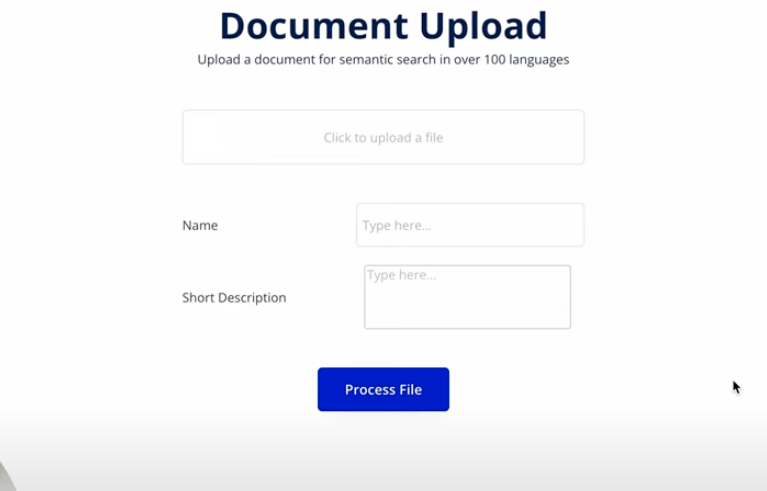 Document Upload
Upload a document for semantic search in over 100 languages
Click to upload a file
Name
Type here...
Type here...
Short Description
Process File